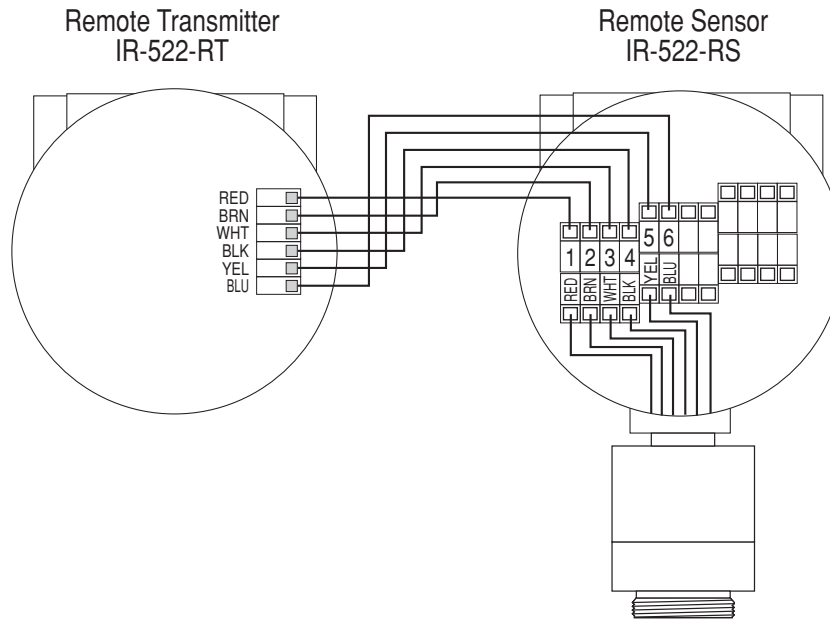 Remote Transmitter
IR-522-RT
Remote Sensor
IR-522-RS
RED
BRN
WHT
BLK
YEL
BLU
1
2
3
4
5
6
RED
BRN
WHT
BLK
YEL
BLU